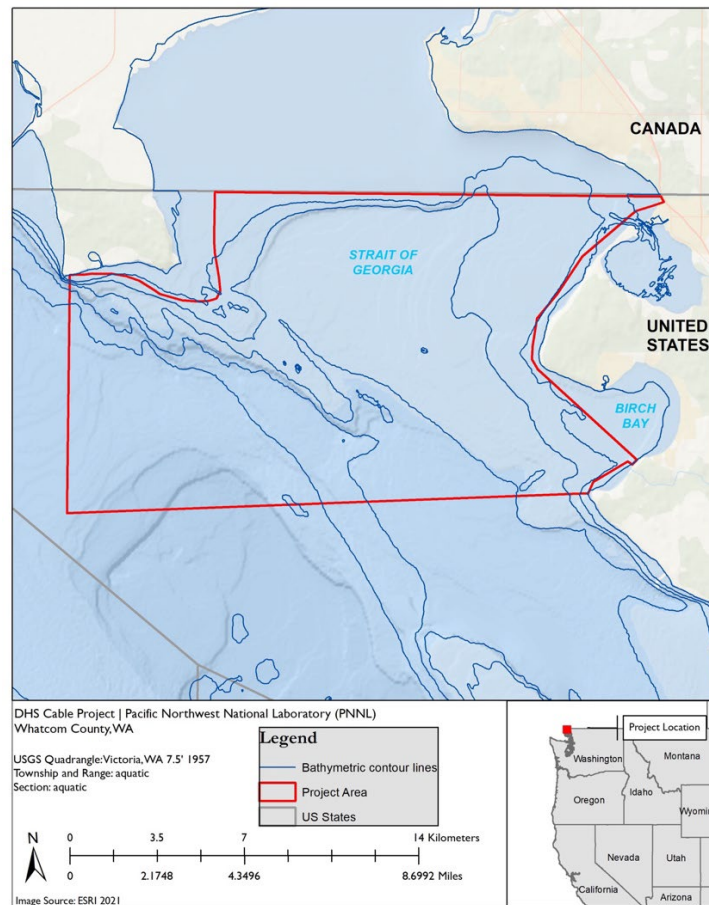 CANADA
STRAIT OF
GEORGIA
UNITED
STATES
BIRCH
BAY
DHS Cable Project | Pacific Northwest National Laboratory (PNNL)
Whatcom County, WA
USGS Quadrangle: Victoria, WA 7.5' 1957
Township and Range: aquatic
Section: aquatic
Legend
Bathymetric contour lines
Project Area
US States
N
0 3.5 7 14 Kilometers
0 2.1748 4.3496 8.6992 Miles
Image Source: ESRI 2021
Project Location
Washington
Montana
Oregon
Idaho
Wyomin
Nevada
Utah
California
Arizona